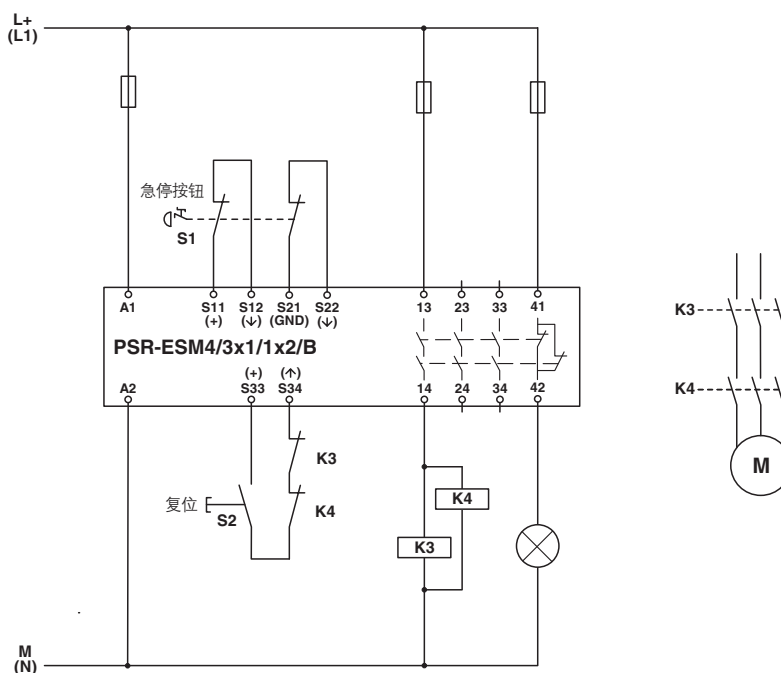 L+
(L1)
急停按钮
S1
A1 S11 S12 S21 S22 13 23 33 41
(+) (↓) (GND) (↓)
PSR-ESM4/3x1/1x2/B
(+) (↑)
A2 S33 S34 14 24 34 42
K3
K4
复位
S2
K4
K3
M
(N)
K3
K4
M